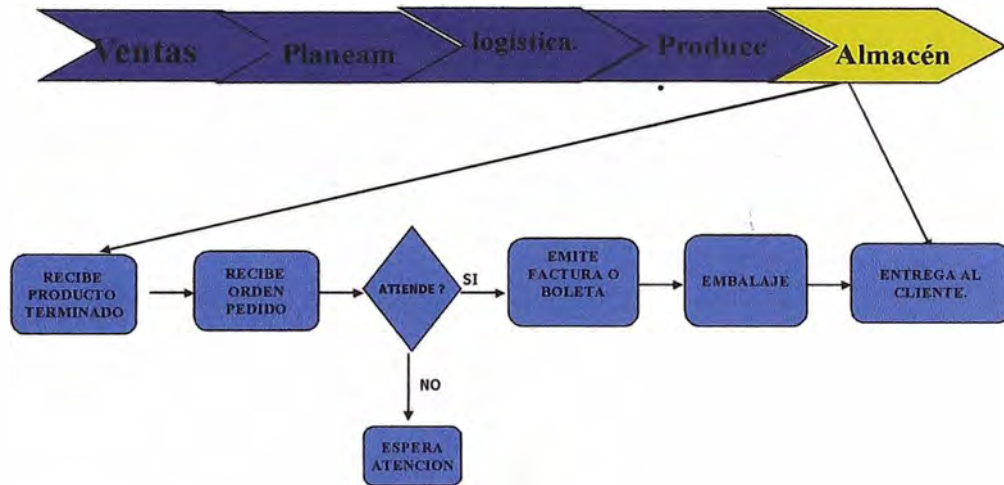 Ventas
Planeam
logística.
Produce
Almacén
RECIBE
PRODUCTO
TERMINADO
RECIBE
ORDEN
PEDIDO
ATIENDE ?
SI
EMITE
FACTURA O
BOLETA
EMBALAJE
ENTREGA AL
CLIENTE.
NO
ESPERA
ATENCION